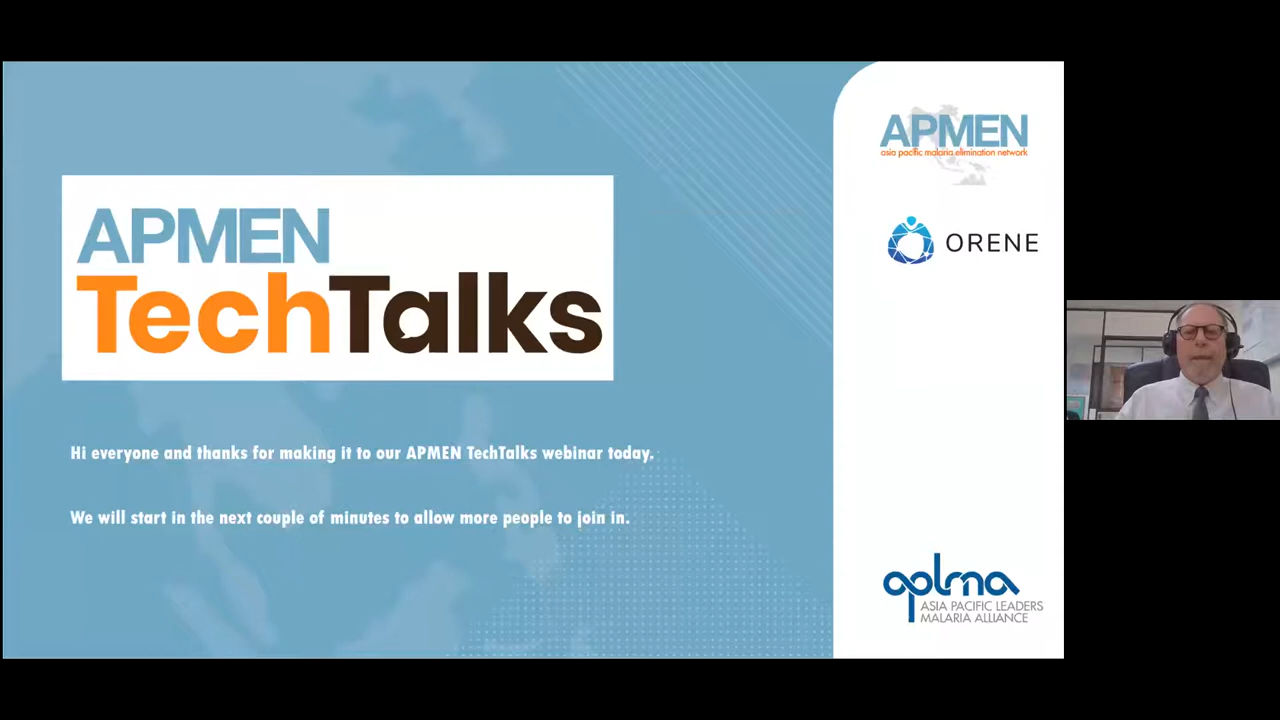 APMEN
TechTalks
Hi everyone and thanks for making it to our APMEN TechTalks webinar today.
We will start in the next couple of minutes to allow more people to join in.
APMEN
asia pacific malaria elimination network
ORENE
aplma
ASIA PACIFIC LEADERS
MALARIA ALLIANCE